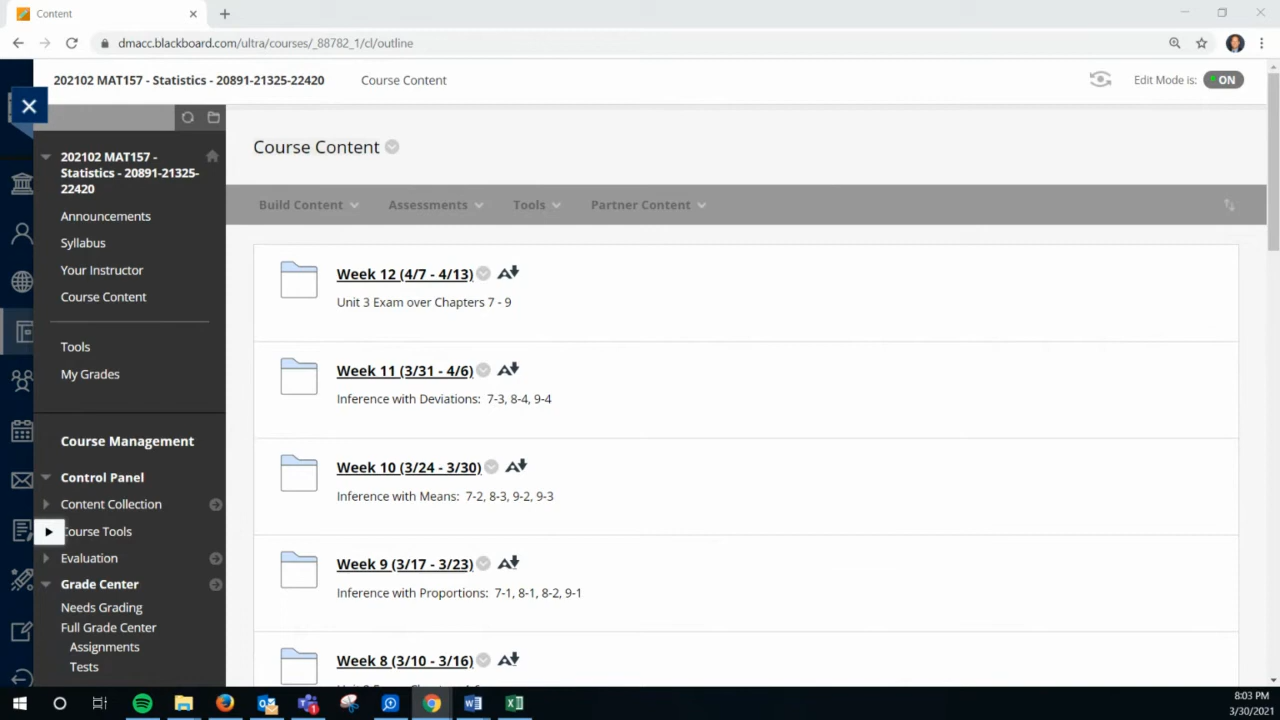 Content
dmacc.blackboard.com/ultra/courses/_88782_1/cl/outline
202102 MAT157 - Statistics - 20891-21325-22420
Course Content
Edit Mode is:
ON
202102 MAT157 -
Statistics - 20891-21325-
22420
Announcements
Syllabus
Your Instructor
Course Content
Tools
My Grades
Course Management
Control Panel
Content Collection
Course Tools
Evaluation
Grade Center
Needs Grading
Full Grade Center
Assignments
Tests
Course Content
Build Content
Assessments
Tools
Partner Content
Week 12 (4/7 - 4/13)
Unit 3 Exam over Chapters 7 - 9
Week 11 (3/31 - 4/6)
Inference with Deviations: 7-3, 8-4, 9-4
Week 10 (3/24 - 3/30)
Inference with Means: 7-2, 8-3, 9-2, 9-3
Week 9 (3/17 - 3/23)
Inference with Proportions: 7-1, 8-1, 8-2, 9-1
Week 8 (3/10 - 3/16)
8:03 PM
3/30/2021